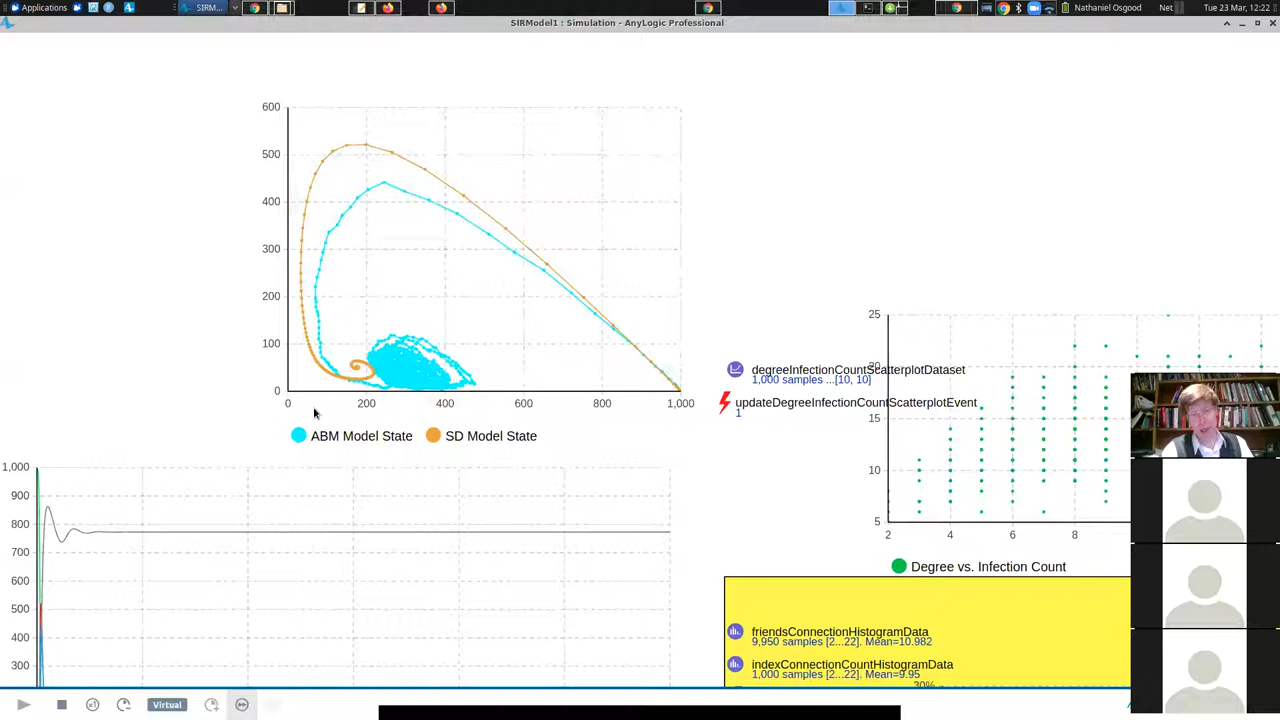 Applications
SIRM...
Nathaniel Osgood
Net
Tue 23 Mar, 12:22
SIRModel1 : Simulation - AnyLogic Professional
600
500
400
300
200
100
0
0 200 400 600 800 1,000
ABM Model State
SD Model State
degreeInfectionCountScatterplotDataset
1,000 samples ...[10, 10]
updateDegreeInfectionCountScatterplotEvent
1
25
20
15
10
5
2 4 6 8
Degree vs. Infection Count
1,000
900
800
700
600
500
400
300
friendsConnectionHistogramData
9,950 samples [2...22]. Mean=10.982
indexConnectionCountHistogramData
1,000 samples [2...22]. Mean=9.95
30%
x1
Virtual